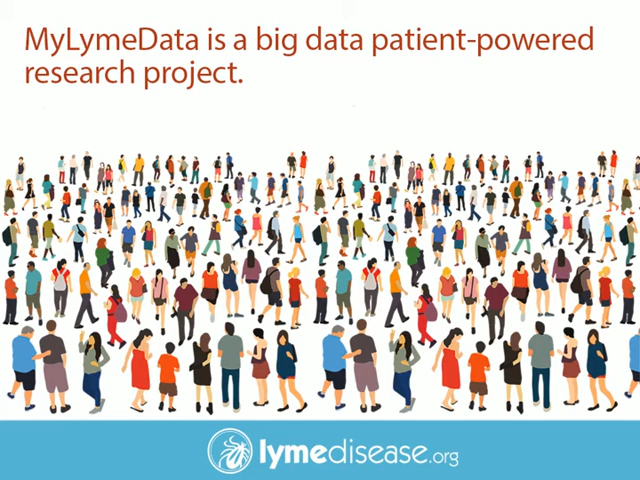 MyLymeData is a big data patient-powered
research project.
lymedisease.org